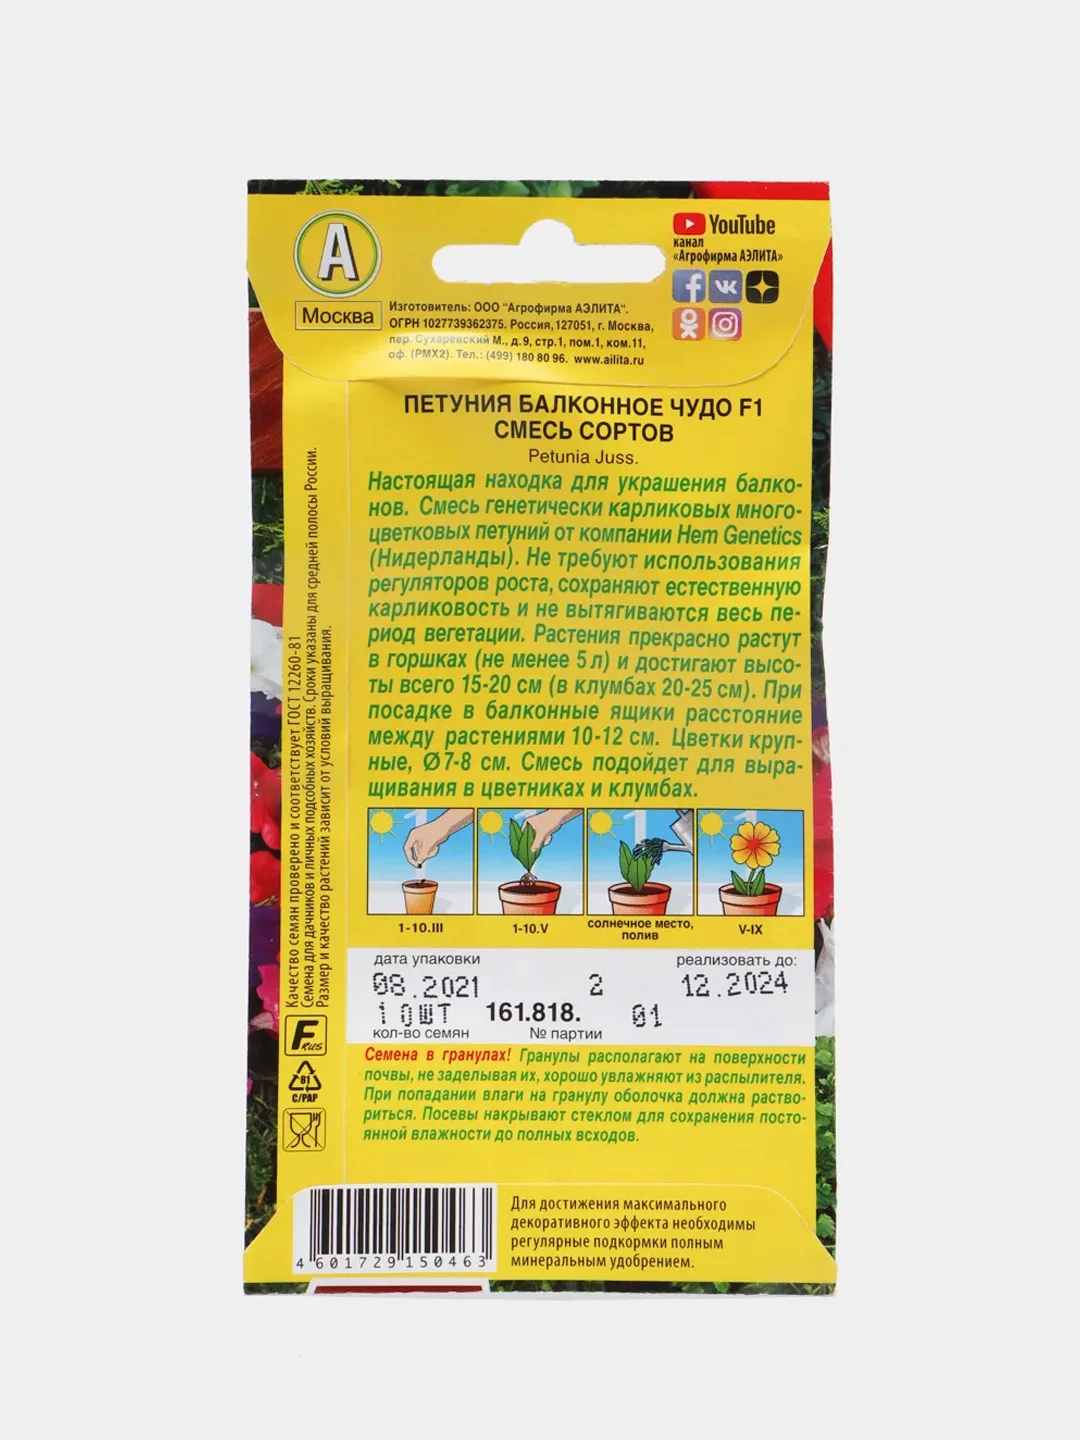 А
Москва
YouTube
канал
«Агрофирма АЭЛИТА»
Изготовитель: ООО "Агрофирма АЭЛИТА".
ОГРН 1027739362375. Россия, 127051, г. Москва,
пер. Сухаревский М., д.9, стр.1, пом.1, ком.11,
оф. (РМХ2). Тел.: (499) 180 80 96. www.ailita.ru
ПЕТУНИЯ БАЛКОННОЕ ЧУДО F1
СМЕСЬ СОРТОВ
Petunia Juss.
Настоящая находка для украшения балко-
нов. Смесь генетически карликовых много-
цветковых петуний от компании Hem Genetics
(Нидерланды). Не требуют использования
регуляторов роста, сохраняют естественную
карликовость и не вытягиваются весь пе-
риод вегетации. Растения прекрасно растут
в горшках (не менее 5 л) и достигают высо-
ты всего 15-20 см (в клумбах 20-25 см). При
посадке в балконные ящики расстояние
между растениями 10-12 см. Цветки круп-
ные, Ø 7-8 см. Смесь подойдет для выра-
щивания в цветниках и клумбах.
1-10.III
1-10.V
солнечное место,
полив
V-IX
дата упаковки
реализовать до:
08.2021 2 12.2024
10ШТ 161.818. 01
кол-во семян № партии
Семена в гранулах! Гранулы располагают на поверхности
почвы, не заделывая их, хорошо увлажняют из распылителя.
При попадании влаги на гранулу оболочка должна раство-
риться. Посевы накрывают стеклом для сохранения посто-
янной влажности до полных всходов.
Качество семян проверено и соответствует ГОСТ 12260-81
Семена для дачников и личных подсобных хозяйств. Сроки указаны для средней полосы России.
Размер и качество растений зависит от условий выращивания.
F RUS
81
C/PAP
4 601729 150463
Для достижения максимального
декоративного эффекта необходимы
регулярные подкормки полным
минеральным удобрением.